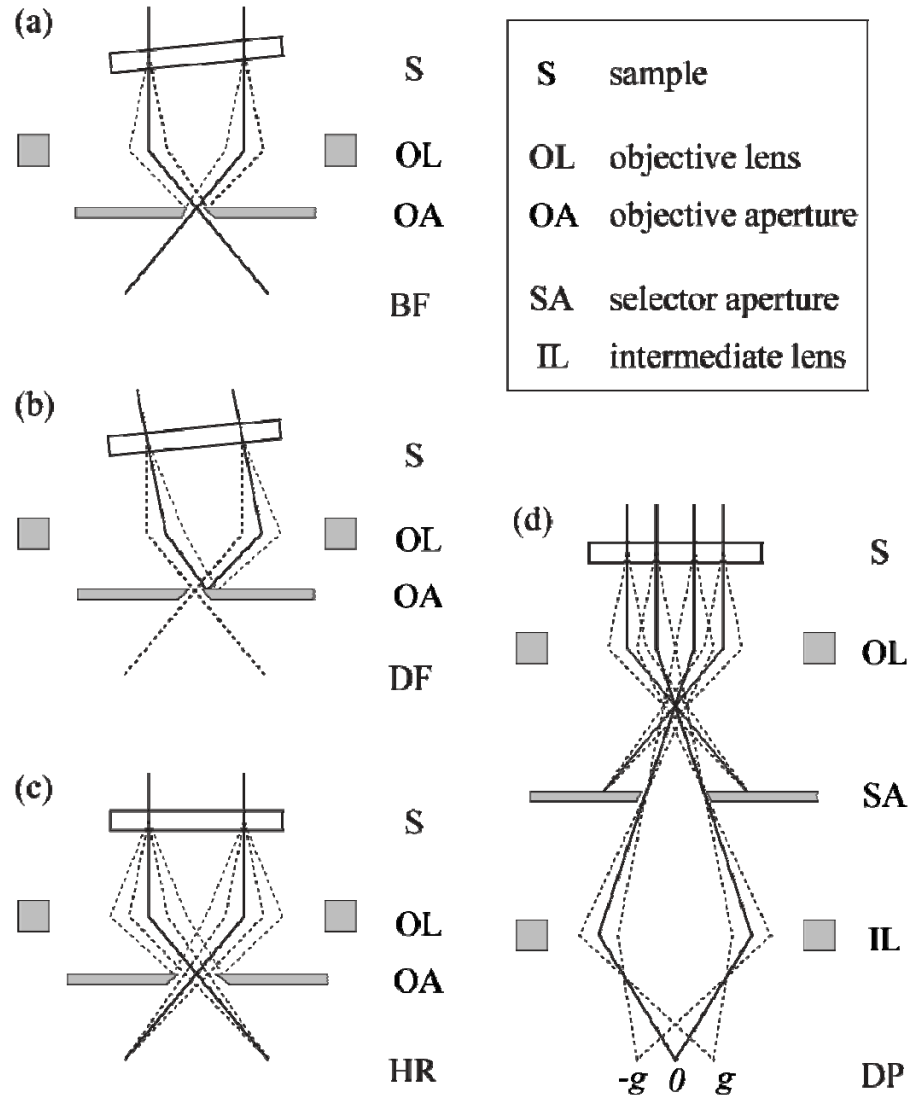 (a)
S
OL
OA
BF
S sample
OL objective lens
OA objective aperture
SA selector aperture
IL intermediate lens
(b)
S
OL
OA
DF
(c)
S
OL
OA
HR
(d)
S
OL
SA
IL
-g 0 g
DP